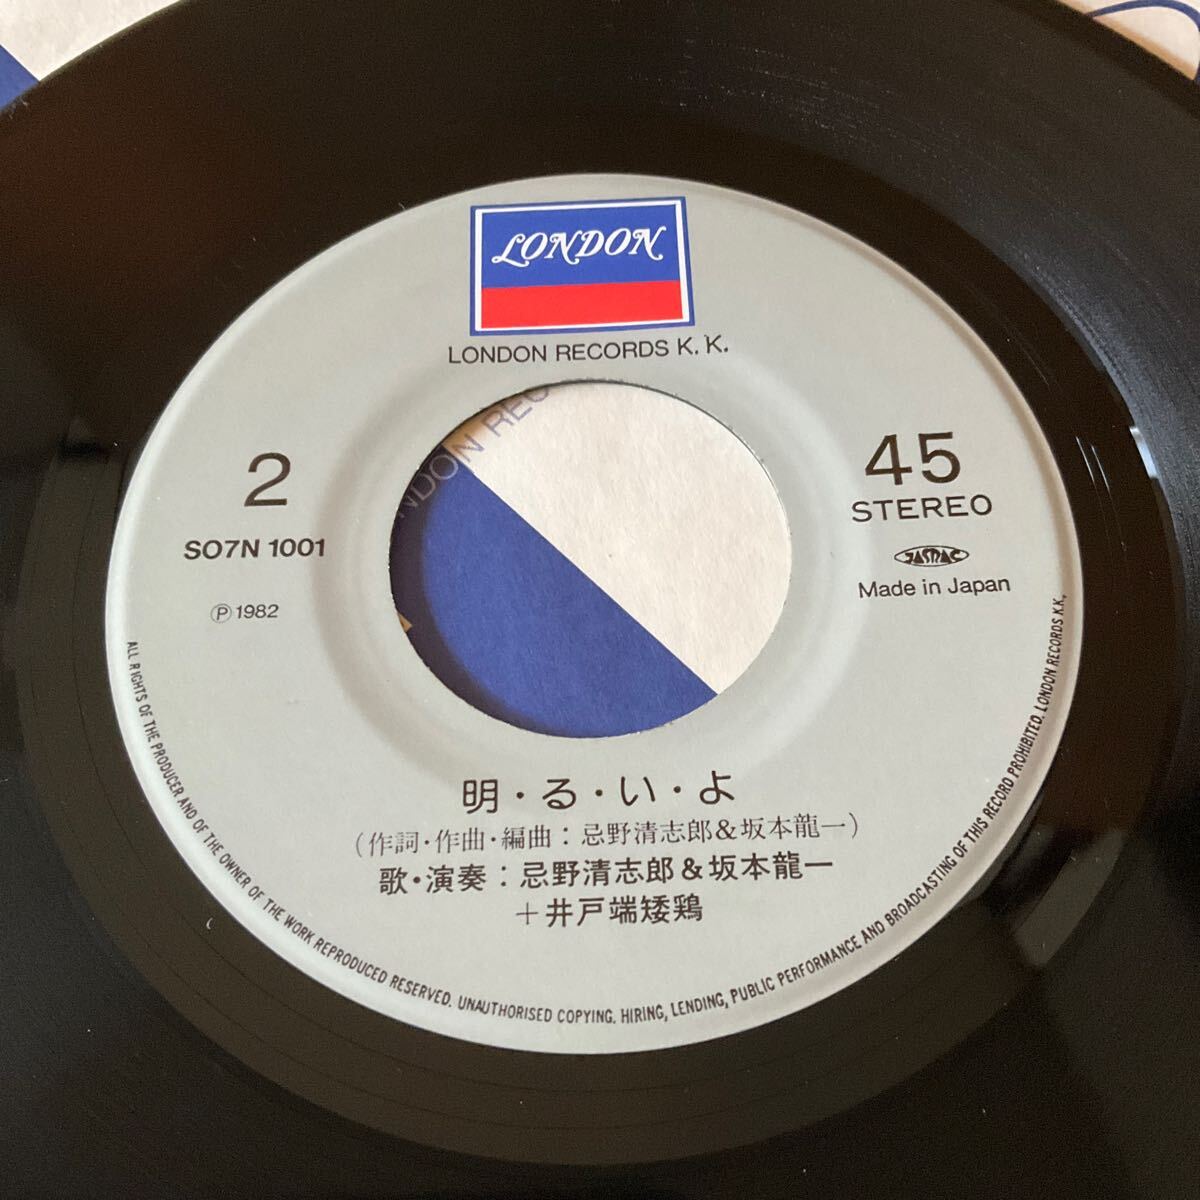 LONDON
LONDON RECORDS K. K.
LONDON REC
2
45
STEREO
SO7N 1001
JASRAC
Made in Japan
Ⓟ 1982
明・る・い・よ
(作詞・作曲・編曲：忌野清志郎＆坂本龍一)
歌・演奏：忌野清志郎＆坂本龍一
＋井戸端矮鶏
ALL RIGHTS OF THE PRODUCER AND OF THE OWNER OF THE WORK REPRODUCED RESERVED. UNAUTHORISED COPYING, HIRING, LENDING, PUBLIC PERFORMANCE AND BROADCASTING OF THIS RECORD PROHIBITED. LONDON RECORDS K.K.